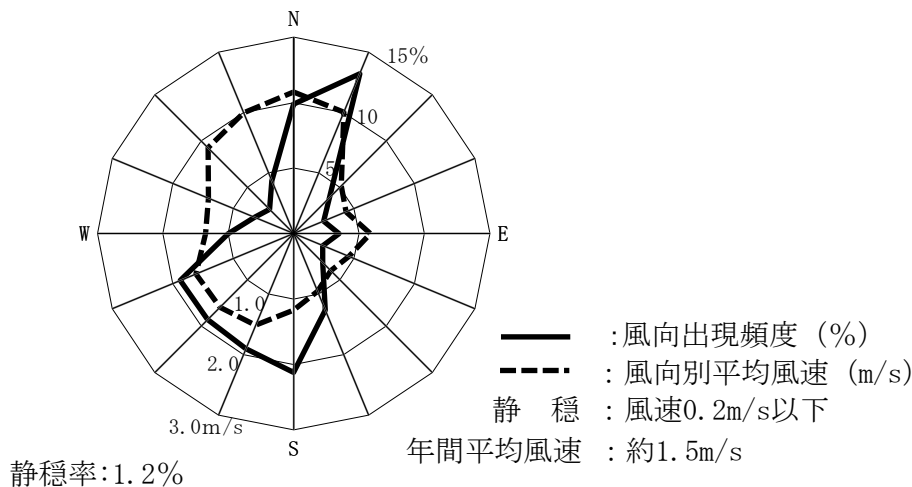 N
15%
10
5
W
E
1.0
2.0
3.0m/s
S
:風向出現頻度 (%)
:風向別平均風速 (m/s)
静 穏 :風速0.2m/s以下
年間平均風速 :約1.5m/s
静穏率:1.2%